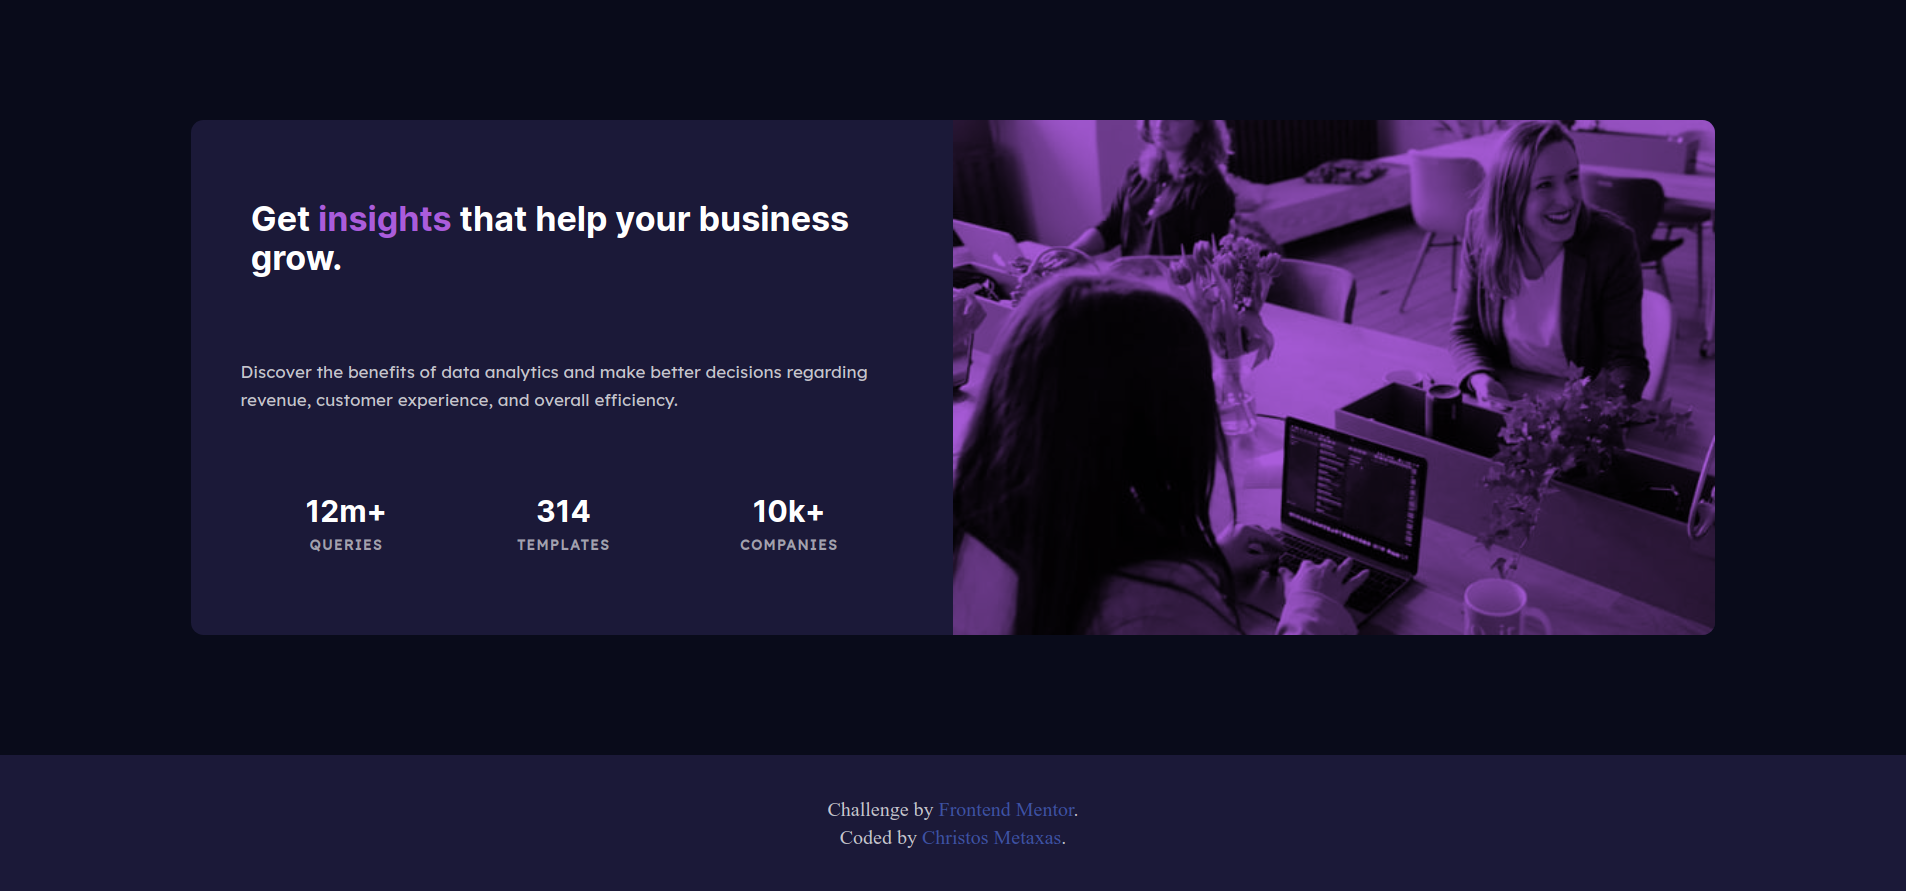 Get insights that help your business
grow.
Discover the benefits of data analytics and make better decisions regarding
revenue, customer experience, and overall efficiency.
12m+ 314 10k+
QUERIES TEMPLATES COMPANIES
Challenge by Frontend Mentor.
Coded by Christos Metaxas.